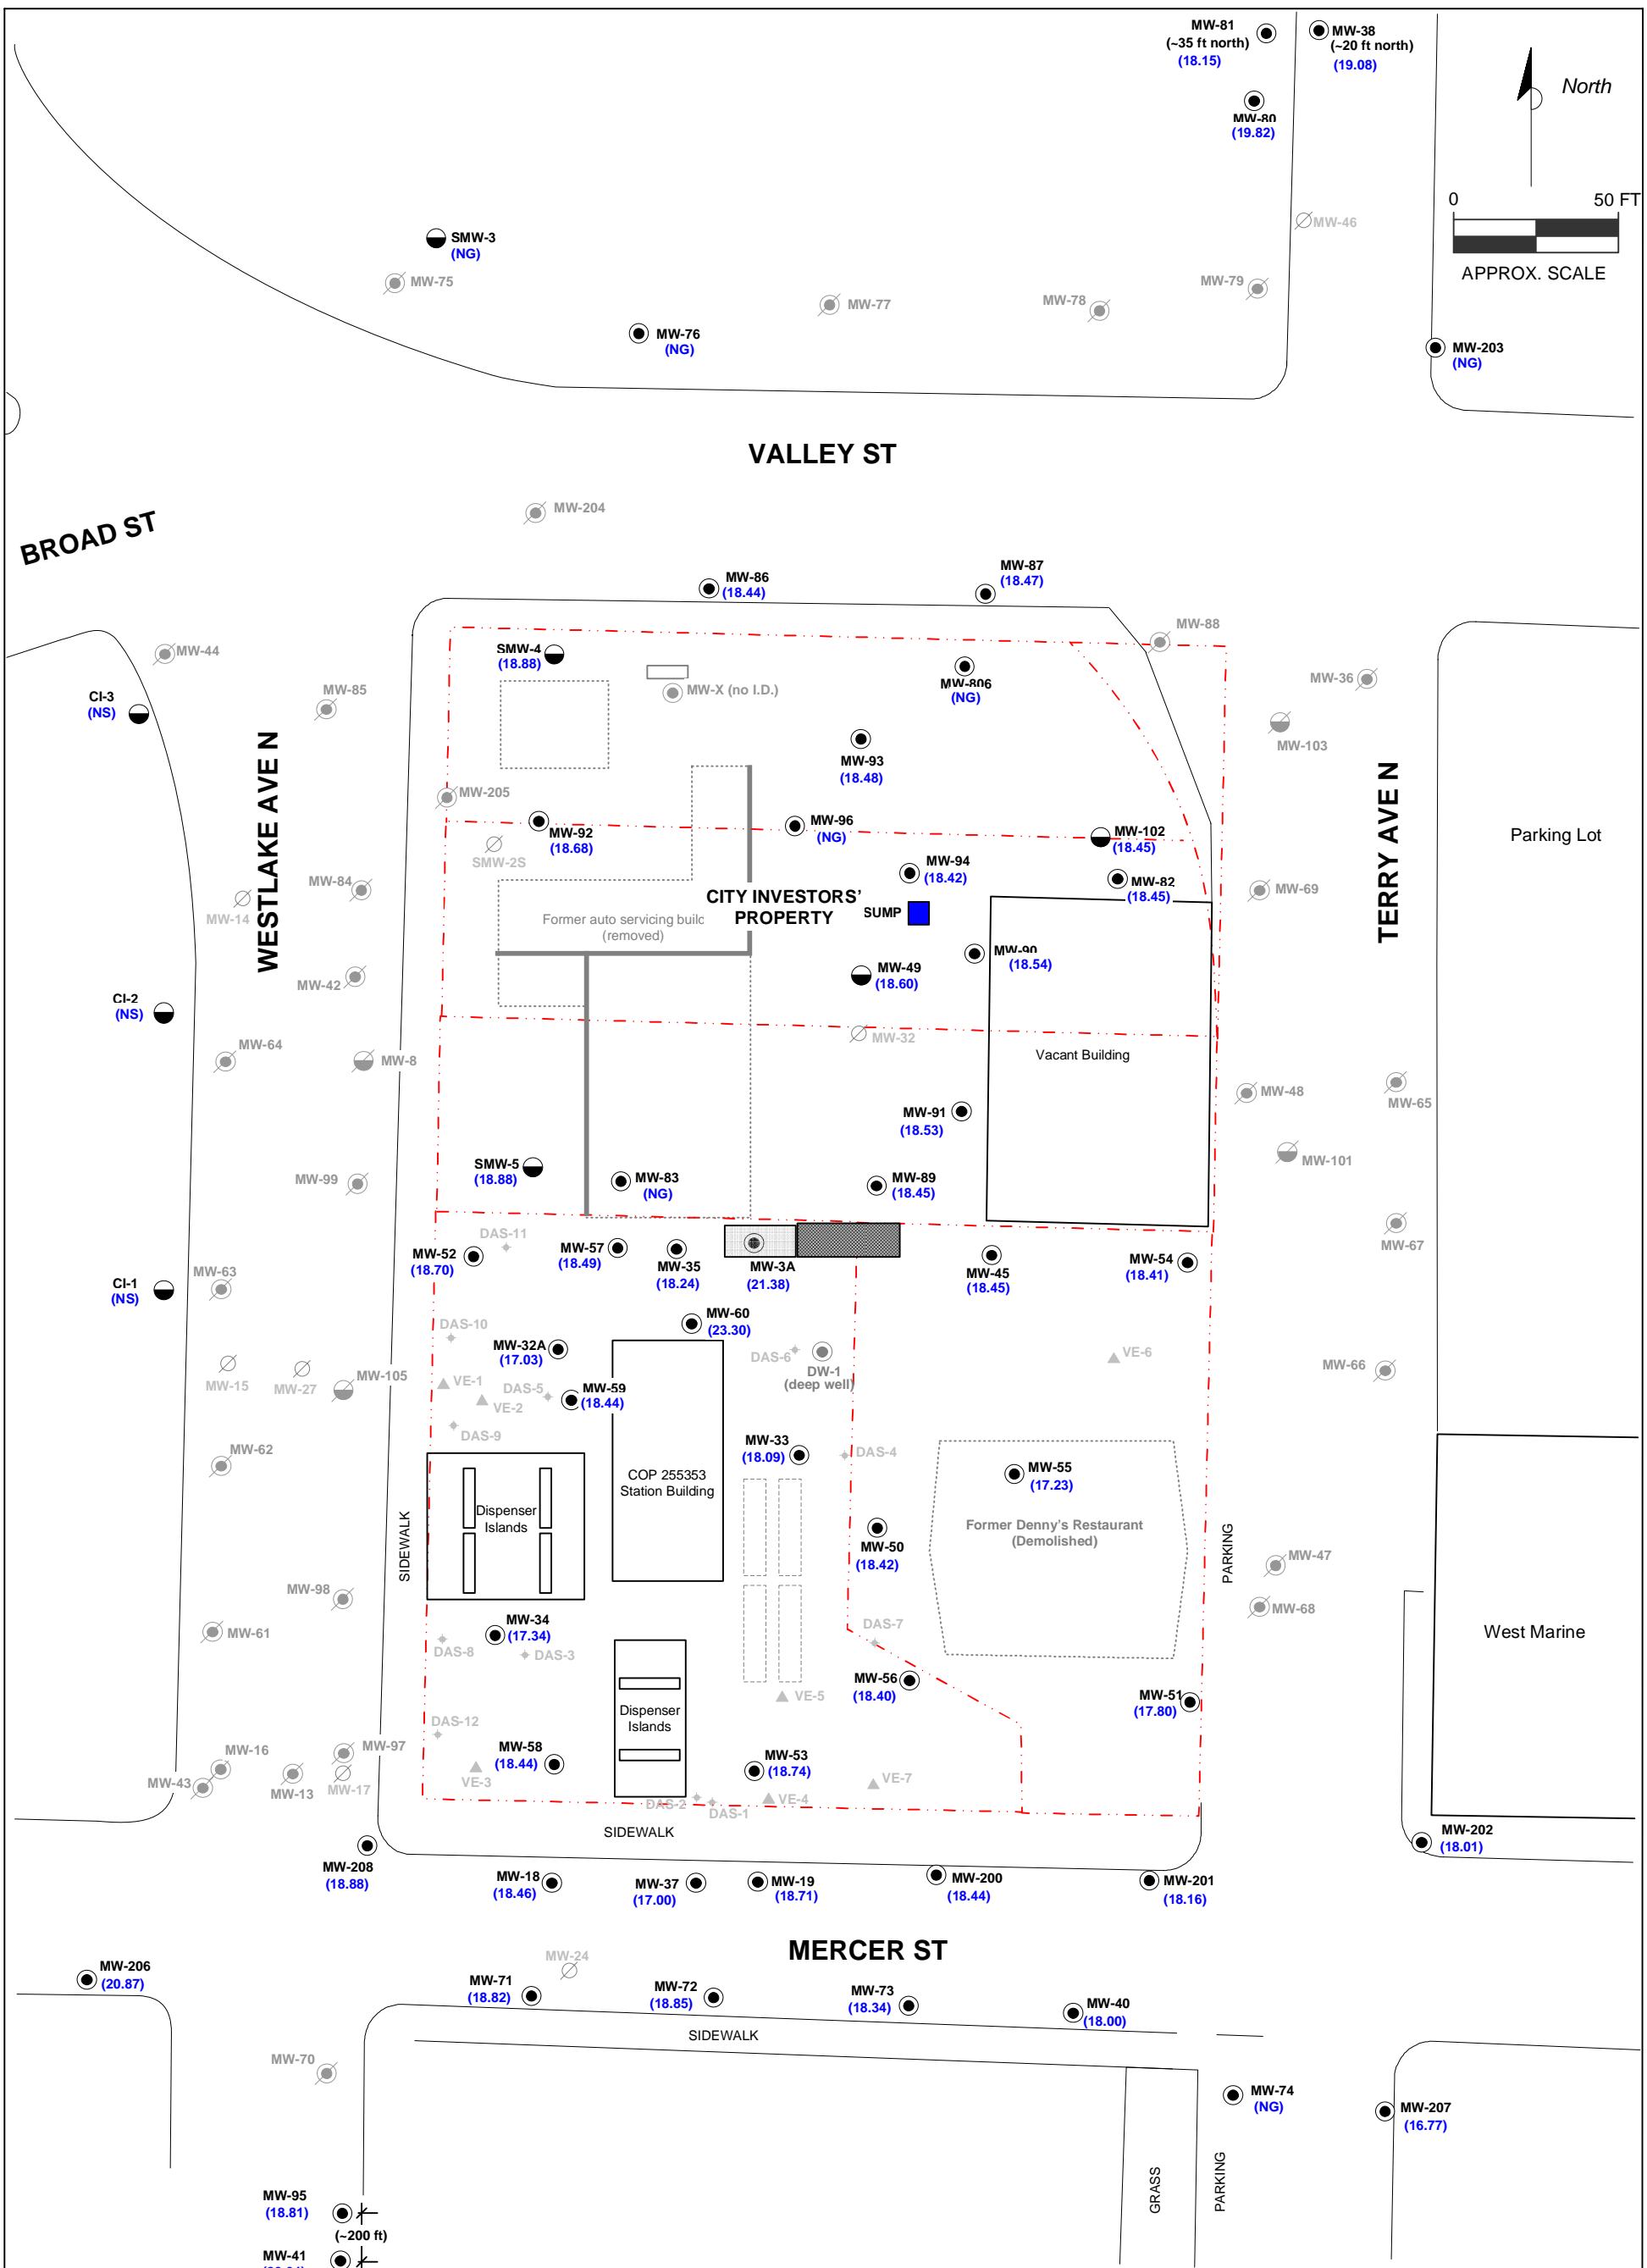 MW-81
(~35 ft north)
(18.15)
MW-38
(~20 ft north)
(19.08)
North
MW-80
(19.82)
0 50 FT
APPROX. SCALE
MW-46
SMW-3
(NG)
MW-75
MW-77
MW-78
MW-79
MW-76
(NG)
MW-203
(NG)
VALLEY ST
BROAD ST
MW-204
MW-86
(18.44)
MW-87
(18.47)
MW-88
MW-44
SMW-4
(18.88)
MW-X (no I.D.)
MW-806
(NG)
MW-36
CI-3
(NS)
MW-85
MW-103
WESTLAKE AVE N
TERRY AVE N
MW-93
(18.48)
MW-205
MW-92
(18.68)
SMW-2S
MW-96
(NG)
MW-102
(18.45)
Parking Lot
MW-94
(18.42)
MW-82
(18.45)
MW-84
MW-14
MW-69
CITY INVESTORS'
PROPERTY
SUMP
Former auto servicing builc
(removed)
MW-90
(18.54)
MW-42
MW-49
(18.60)
CI-2
(NS)
MW-64
MW-8
MW-32
Vacant Building
MW-48
MW-65
MW-91
(18.53)
MW-101
SMW-5
(18.88)
MW-83
(NG)
MW-89
(18.45)
MW-99
MW-67
DAS-11
MW-52
(18.70)
MW-57
(18.49)
MW-35
(18.24)
MW-3A
(21.38)
MW-45
(18.45)
MW-54
(18.41)
CI-1
(NS)
MW-63
MW-60
(23.30)
DAS-10
MW-32A
(17.03)
DAS-6
DW-1
(deep well)
VE-6
MW-66
MW-15
MW-27
MW-105
VE-1
VE-2
DAS-5
MW-59
(18.44)
DAS-9
MW-62
MW-33
(18.09)
DAS-4
MW-55
(17.23)
COP 255353
Station Building
Dispenser
Islands
SIDEWALK
Former Denny's Restaurant
(Demolished)
MW-50
(18.42)
PARKING
MW-47
MW-98
MW-68
MW-61
MW-34
(17.34)
DAS-8
DAS-3
DAS-7
West Marine
MW-56
(18.40)
VE-5
MW-51
(17.80)
Dispenser
Islands
DAS-12
MW-16
MW-97
MW-43
MW-13
MW-17
MW-58
(18.44)
VE-3
MW-53
(18.74)
VE-7
DAS-2
DAS-1
VE-4
SIDEWALK
MW-202
(18.01)
MW-208
(18.88)
MW-18
(18.46)
MW-37
(17.00)
MW-19
(18.71)
MW-200
(18.44)
MW-201
(18.16)
MERCER ST
MW-206
(20.87)
MW-24
MW-71
(18.82)
MW-72
(18.85)
MW-73
(18.34)
MW-40
(18.00)
SIDEWALK
MW-70
MW-74
(NG)
MW-207
(16.77)
GRASS
PARKING
MW-95
(18.81)
(~200 ft)
MW-41